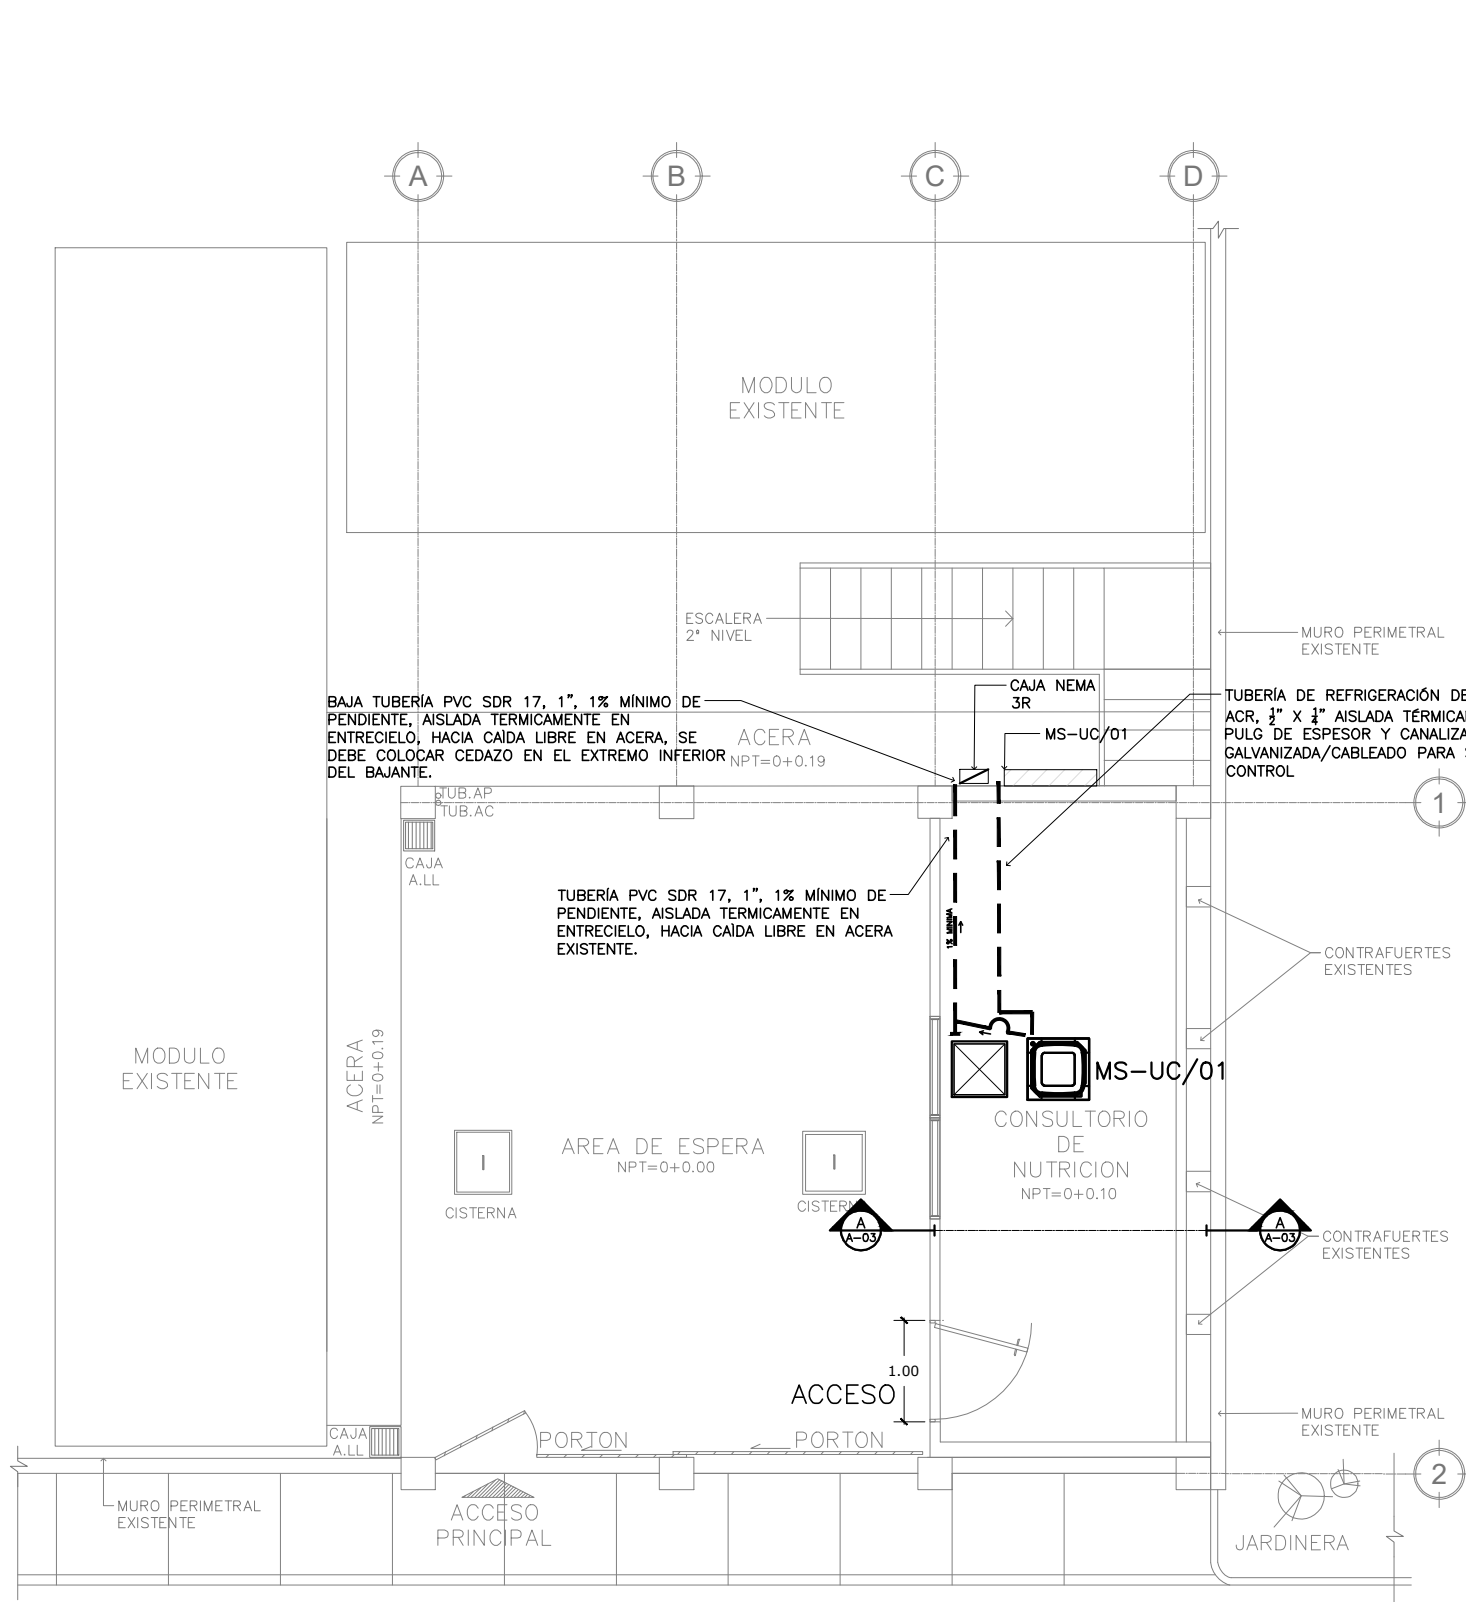 A
B
C
D
MODULO
EXISTENTE
ESCALERA
2° NIVEL
MURO PERIMETRAL
EXISTENTE
BAJA TUBERÍA PVC SDR 17, 1”, 1% MÍNIMO DE
PENDIENTE, AISLADA TERMICAMENTE EN
ENTRECIELO, HACIA CAÌDA LIBRE EN ACERA, SE
DEBE COLOCAR CEDAZO EN EL EXTREMO INFERIOR
DEL BAJANTE.
CAJA NEMA
3R
MS-UC/01
ACERA
NPT=0+0.19
TUBERÍA DE REFRIGERACIÓN DE
ACR, ½” X ¼” AISLADA
PULG DE ESPESOR Y
GALVANIZADA/CABLEADO PARA
CONTROL
1
TUB.AP
TUB.AC
CAJA
A.LL
TUBERÍA PVC SDR 17, 1”, 1% MÍNIMO DE
PENDIENTE, AISLADA TERMICAMENTE EN
ENTRECIELO, HACIA CAÌDA LIBRE EN ACERA
EXISTENTE.
1% MINIMA
CONTRAFUERTES
EXISTENTES
MODULO
EXISTENTE
ACERA
NPT=0+0.19
MS-UC/01
CONSULTORIO
DE
NUTRICION
NPT=0+0.10
AREA DE ESPERA
NPT=0+0.00
I
CISTERNA
I
CISTERNA
A
A-03
A
A-03
CONTRAFUERTES
EXISTENTES
1.00
ACCESO
PORTON
PORTON
CAJA
A.LL
MURO PERIMETRAL
EXISTENTE
2
MURO PERIMETRAL
EXISTENTE
ACCESO
PRINCIPAL
JARDINERA